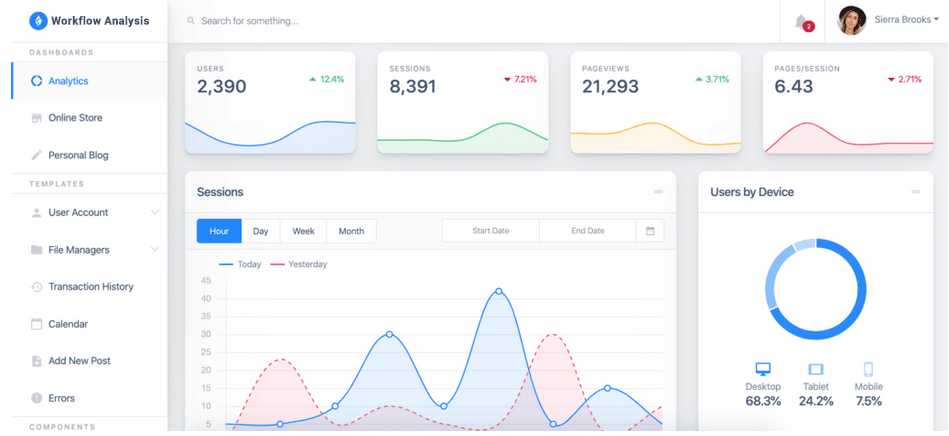 Workflow Analysis
Search for something...
2
Sierra Brooks
DASHBOARDS
Analytics
Online Store
Personal Blog
TEMPLATES
User Account
File Managers
Transaction History
Calendar
Add New Post
Errors
COMPONENTS
USERS
2,390
12.4%
SESSIONS
8,391
7.21%
PAGEVIEWS
21,293
3.71%
PAGES/SESSION
6.43
2.71%
Sessions
Hour Day Week Month
Start Date End Date
Today Yesterday
45
40
35
30
25
20
15
10
5
Users by Device
Desktop Tablet Mobile
68.3% 24.2% 7.5%